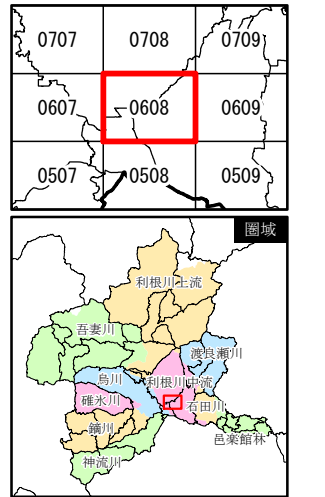 0707 0708 0709
0607 0608 0609
0507 0508 0509
圏域
利根川上流
吾妻川
渡良瀬川
烏川 利根川中流
碓氷川
石田川
鏑川
邑楽館林
神流川